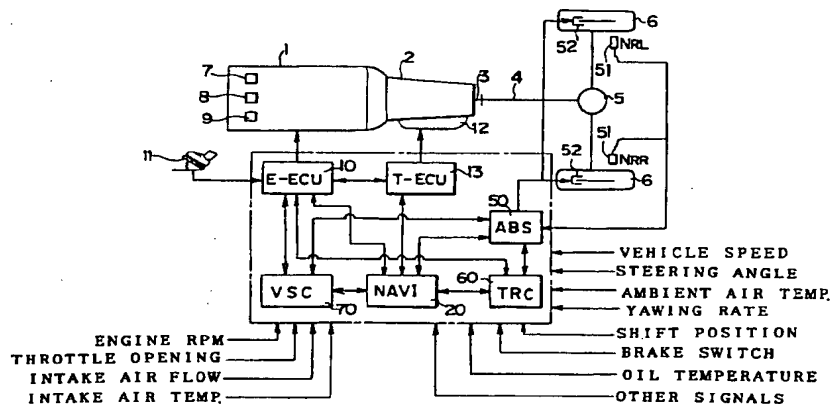 1
2
3
4
5
6
52
51
NRL
7
8
9
12
51
NRR
52
6
11
10
E-ECU
13
T-ECU
50
ABS
60
VSC
70
NAVI
20
TRC
VEHICLE SPEED
STEERING ANGLE
AMBIENT AIR TEMP.
YAWING RATE
SHIFT POSITION
BRAKE SWITCH
OIL TEMPERATURE
OTHER SIGNALS
ENGINE RPM
THROTTLE OPENING
INTAKE AIR FLOW
INTAKE AIR TEMP.